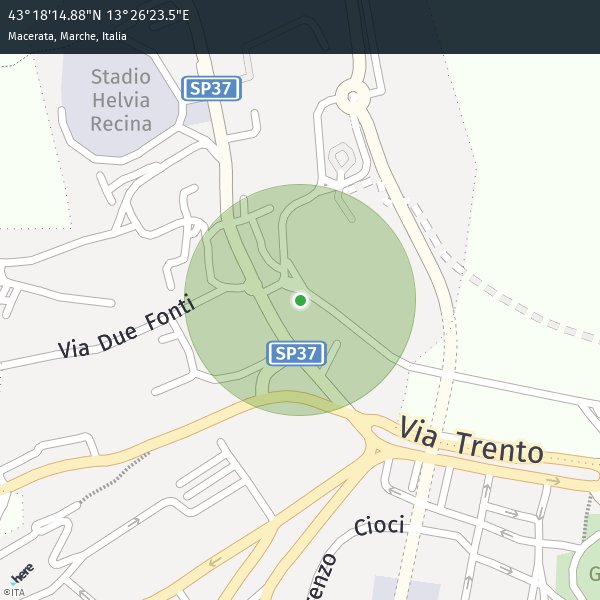 43°18'14.88"N 13°26'23.5"E
Macerata, Marche, Italia
Stadio
Helvia
Recina
SP37
Via Due Fonti
SP37
Via Trento
Cioci
enzo
G
here
©ITA